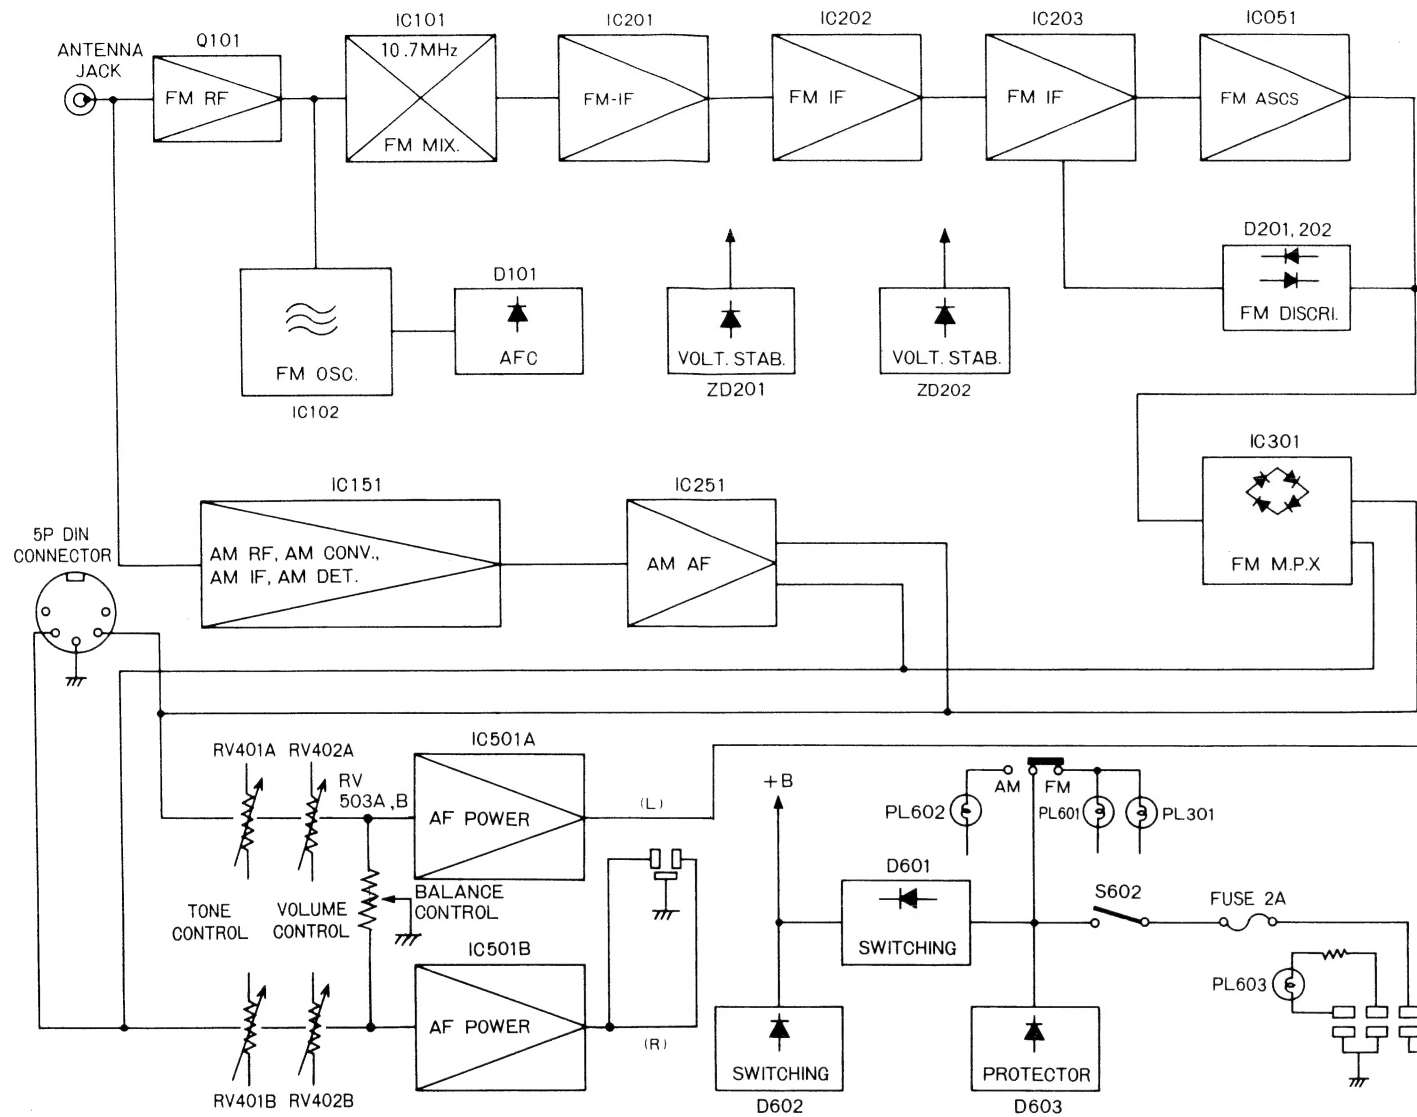 ANTENNA
JACK
Q101
FM RF
IC101
10.7MHz
FM MIX.
IC201
FM-IF
IC202
FM IF
IC203
FM IF
IC051
FM ASCS
D201, 202
FM DISCRI.
FM OSC.
IC102
D101
AFC
VOLT. STAB.
ZD201
VOLT. STAB.
ZD202
IC301
FM M.P.X
5P DIN
CONNECTOR
IC151
AM RF, AM CONV.,
AM IF, AM DET.
IC251
AM AF
RV401A
RV402A
RV
503A, B
IC501A
AF POWER
(L)
TONE
CONTROL
VOLUME
CONTROL
BALANCE
CONTROL
IC501B
AF POWER
(R)
RV401B
RV402B
+B
AM
FM
PL602
PL601
PL301
D601
SWITCHING
S602
FUSE 2A
PL603
SWITCHING
D602
PROTECTOR
D603